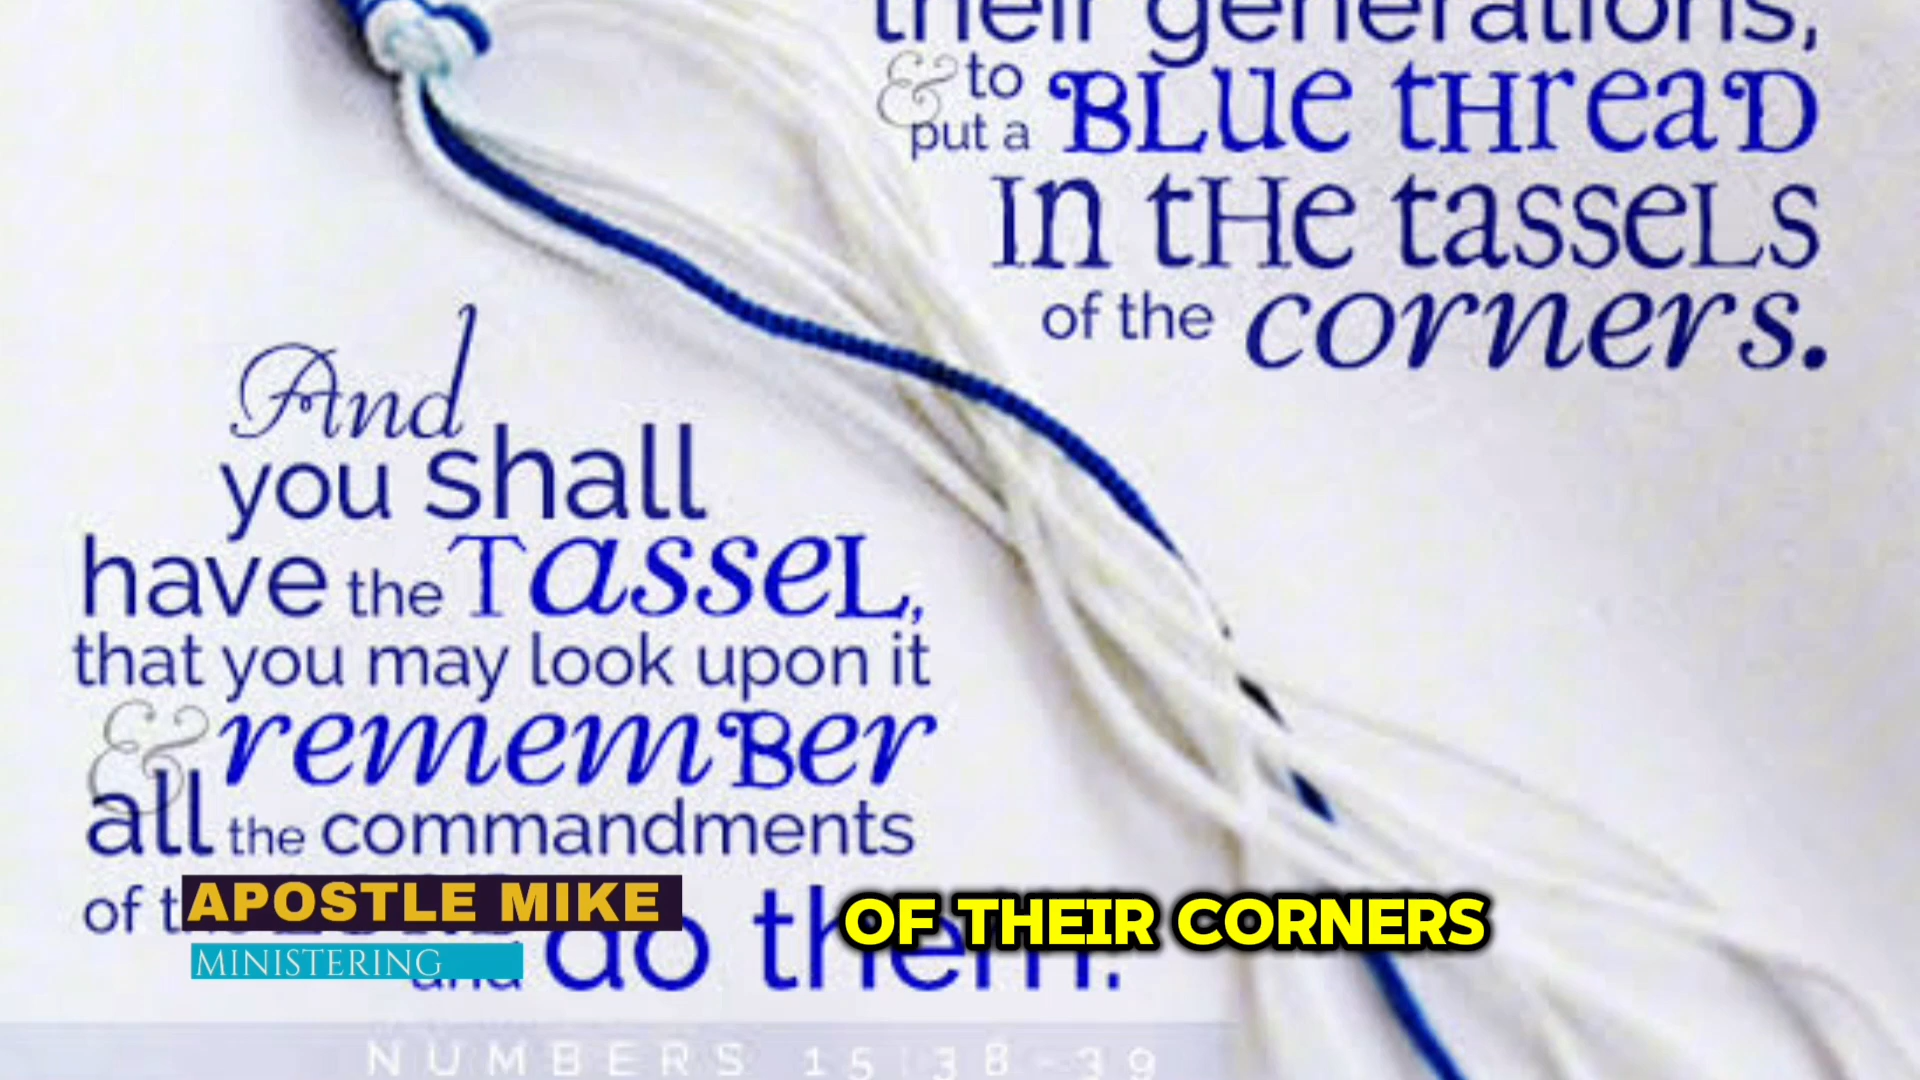 their generations,
& to
put a BLue tHreaD
In tHe tasseLs
of the corners.
And
you shall
have the TasseL,
that you may look upon it
& rememBer
all the commandments
of t
and do them.
APOSTLE MIKE
MINISTERING
OF THEIR CORNERS
NUMBERS 15:38-39